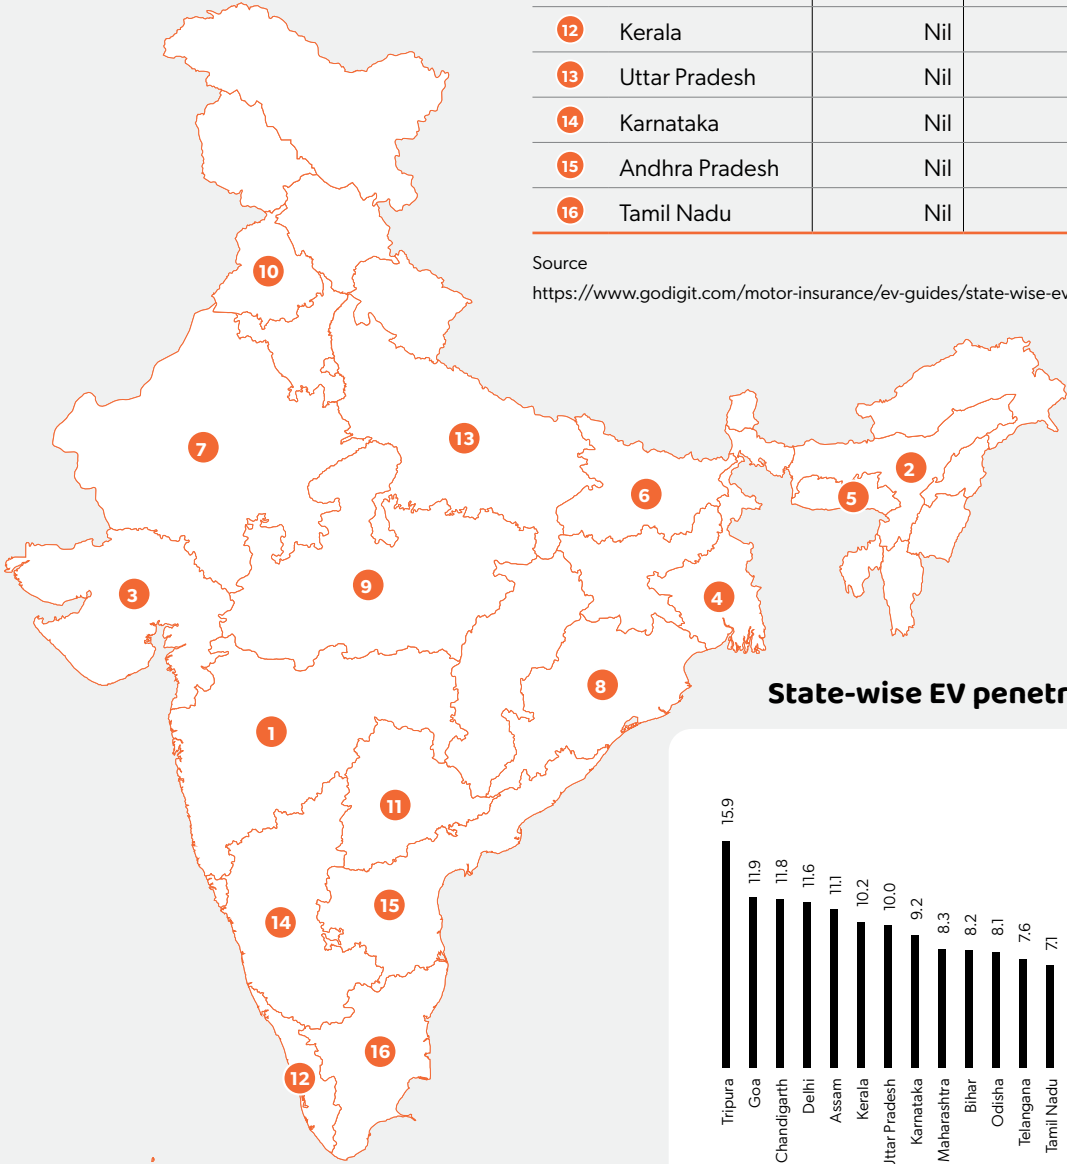 12 Kerala Nil
13 Uttar Pradesh Nil
14 Karnataka Nil
15 Andhra Pradesh Nil
16 Tamil Nadu Nil
Source
https://www.godigit.com/motor-insurance/ev-guides/state-wise-ev
10
7
13
2
5
6
3
9
4
8
1
11
15
14
16
12
State-wise EV penetr
15.9
11.9
11.8
11.6
11.1
10.2
10.0
9.2
8.3
8.2
8.1
7.6
7.1
Tripura
Goa
Chandigarth
Delhi
Assam
Kerala
Uttar Pradesh
Karnataka
Maharashtra
Bihar
Odisha
Telangana
Tamil Nadu